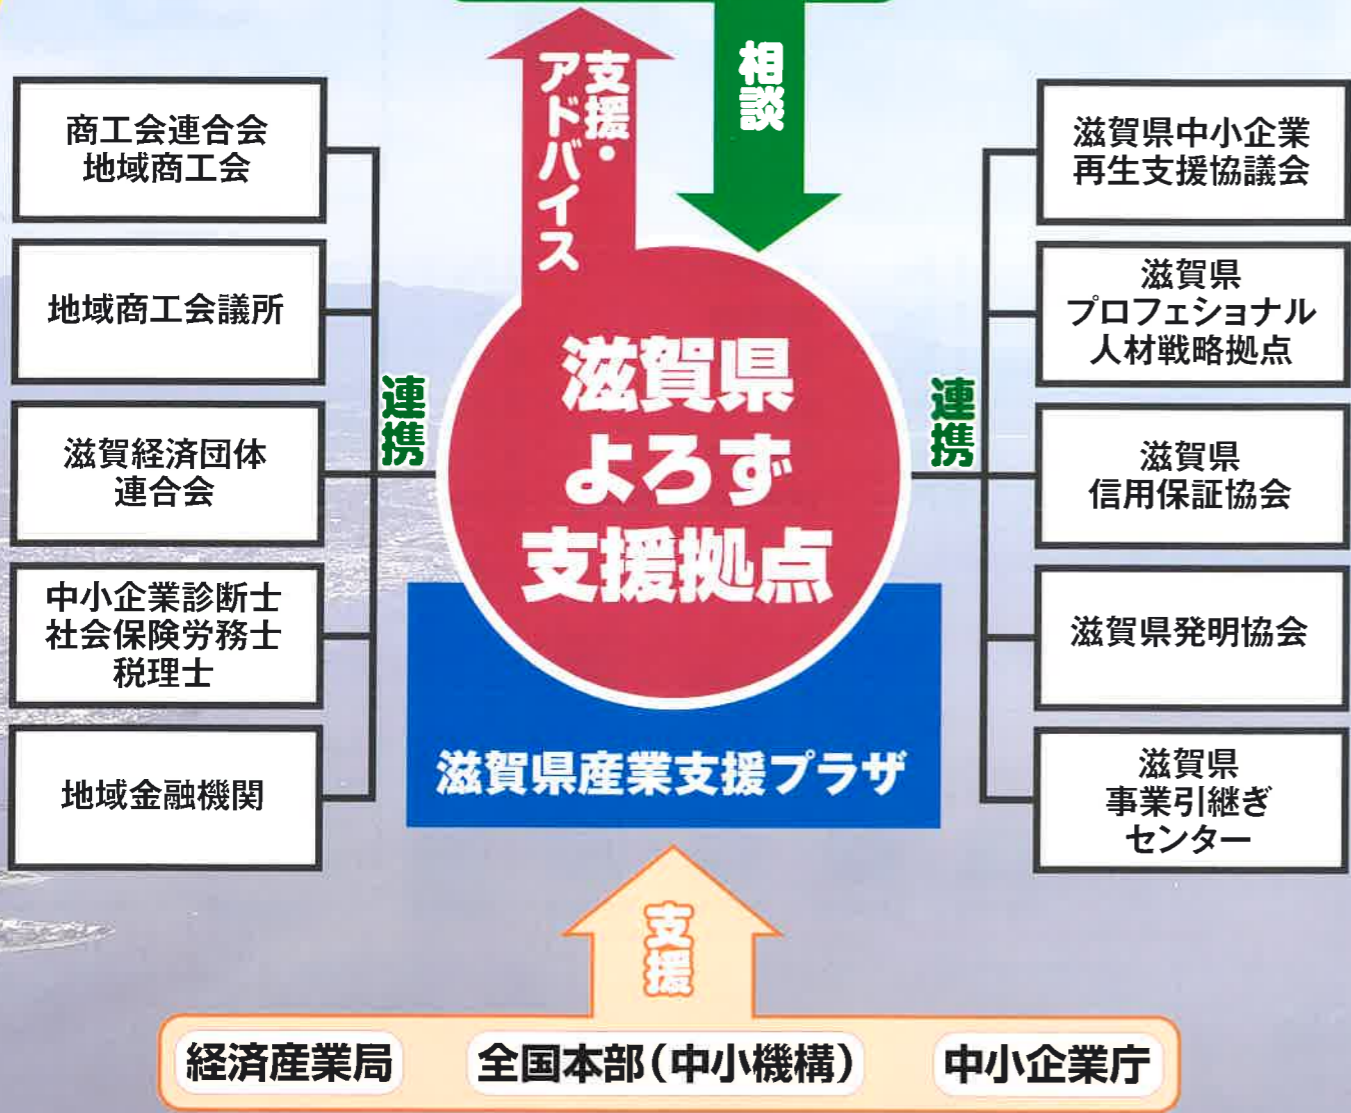 支援・
アドバイス
相談
商工会連合会
地域商工会
地域商工会議所
滋賀経済団体
連合会
中小企業診断士
社会保険労務士
税理士
地域金融機関
連携
滋賀県
よろず
支援拠点
滋賀県産業支援プラザ
連携
滋賀県中小企業
再生支援協議会
滋賀県
プロフェショナル
人材戦略拠点
滋賀県
信用保証協会
滋賀県発明協会
滋賀県
事業引継ぎ
センター
支援
経済産業局
全国本部(中小機構)
中小企業庁